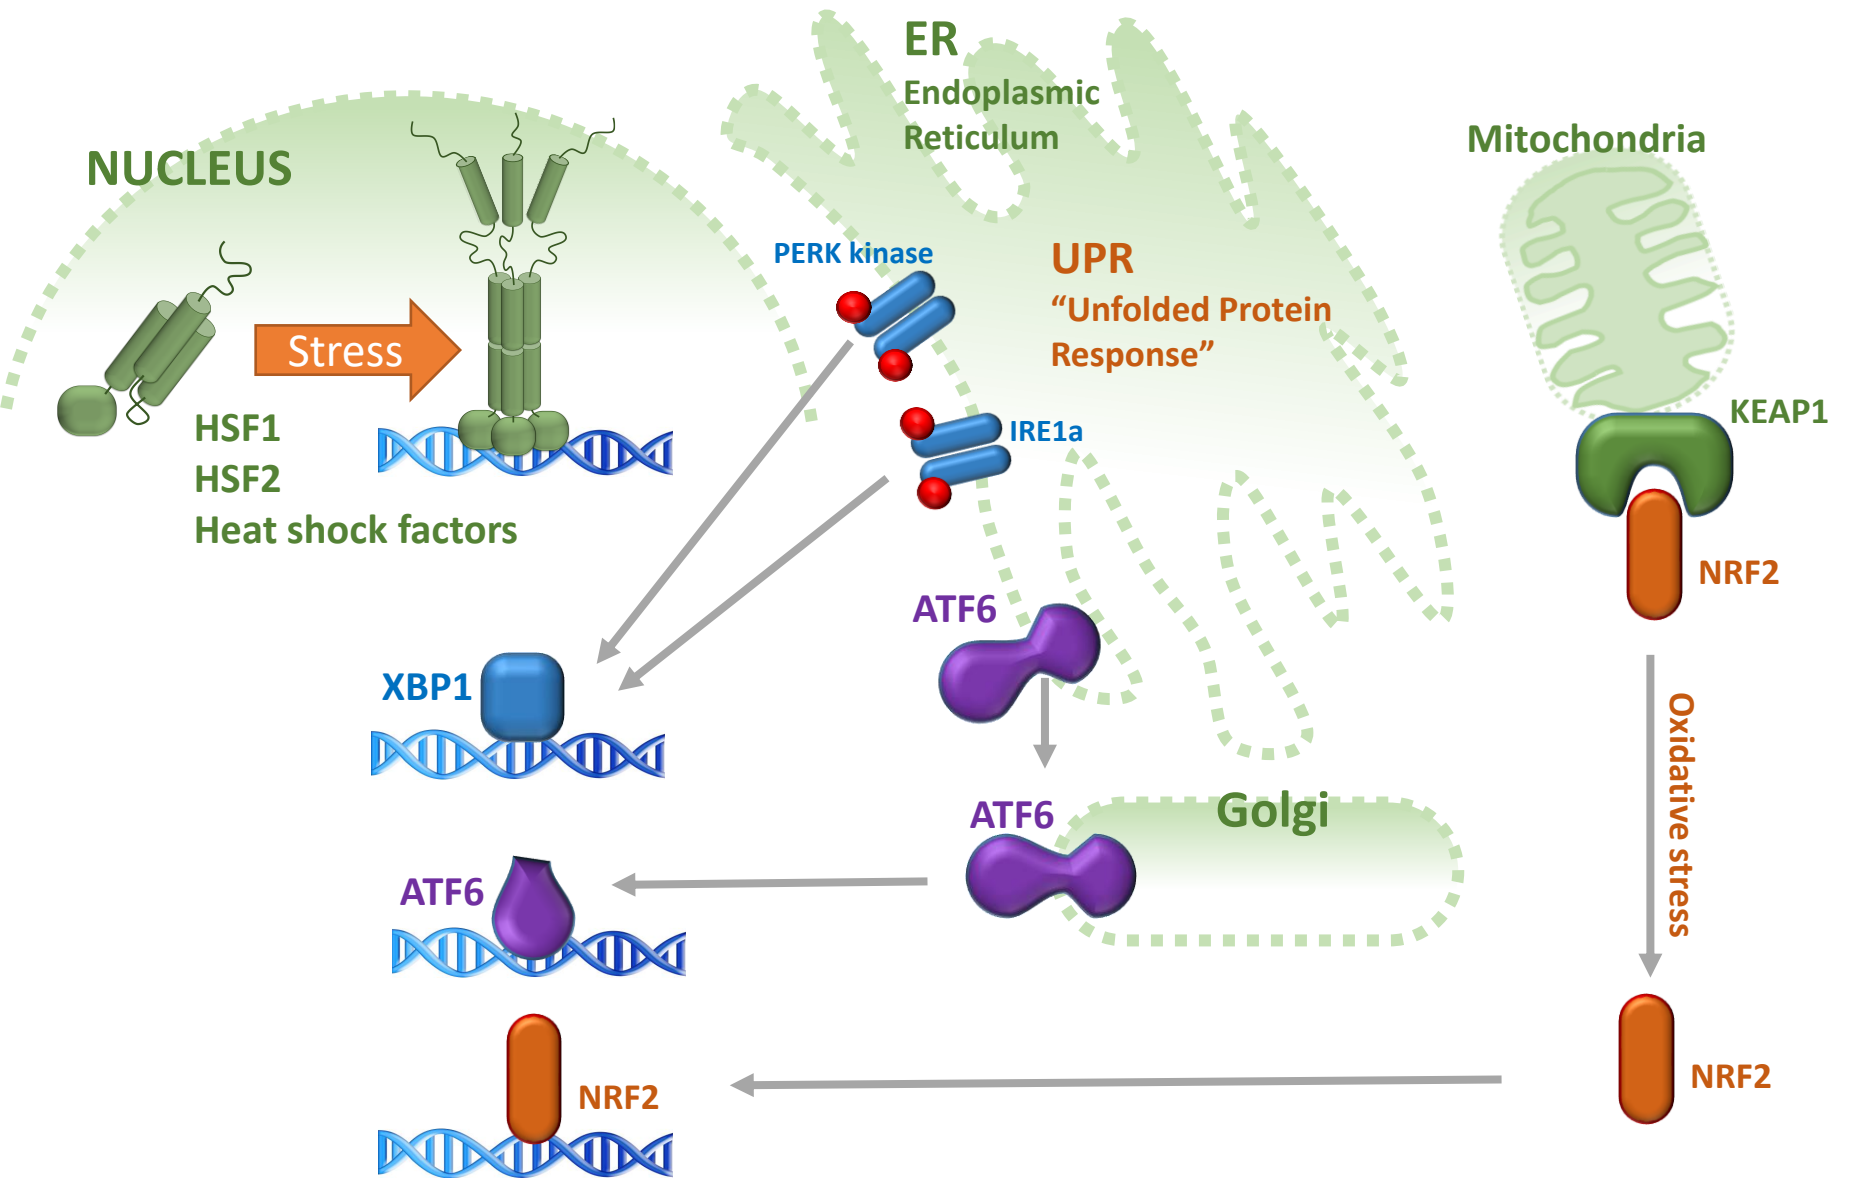 ER
Endoplasmic
Reticulum
Mitochondria
NUCLEUS
PERK kinase
UPR
“Unfolded Protein
Response”
Stress
HSF1
HSF2
Heat shock factors
IRE1a
KEAP1
NRF2
ATF6
XBP1
Oxidative stress
Golgi
ATF6
ATF6
NRF2
NRF2